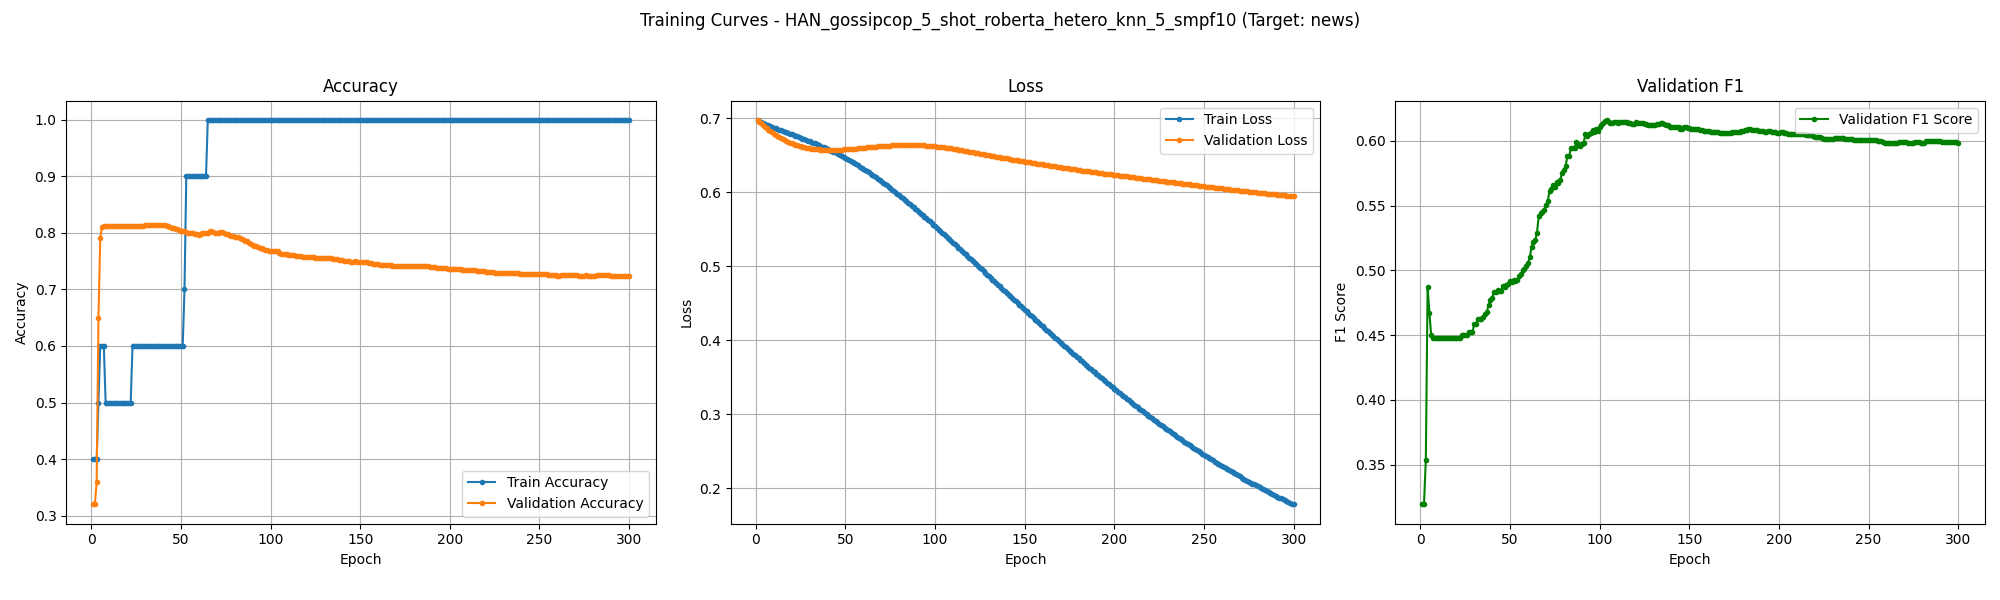 Training Curves - HAN_gossipcop_5_shot_roberta_hetero_knn_5_smpf10 (Target: news)
Accuracy
1.0
0.9
0.8
0.7
0.6
0.5
0.4
0.3
Accuracy
Train Accuracy
Validation Accuracy
0 50 100 150 200 250 300
Epoch
Loss
0.7
0.6
0.5
0.4
0.3
0.2
Loss
Train Loss
Validation Loss
0 50 100 150 200 250 300
Epoch
Validation F1
0.60
0.55
0.50
0.45
0.40
0.35
F1 Score
Validation F1 Score
0 50 100 150 200 250 300
Epoch